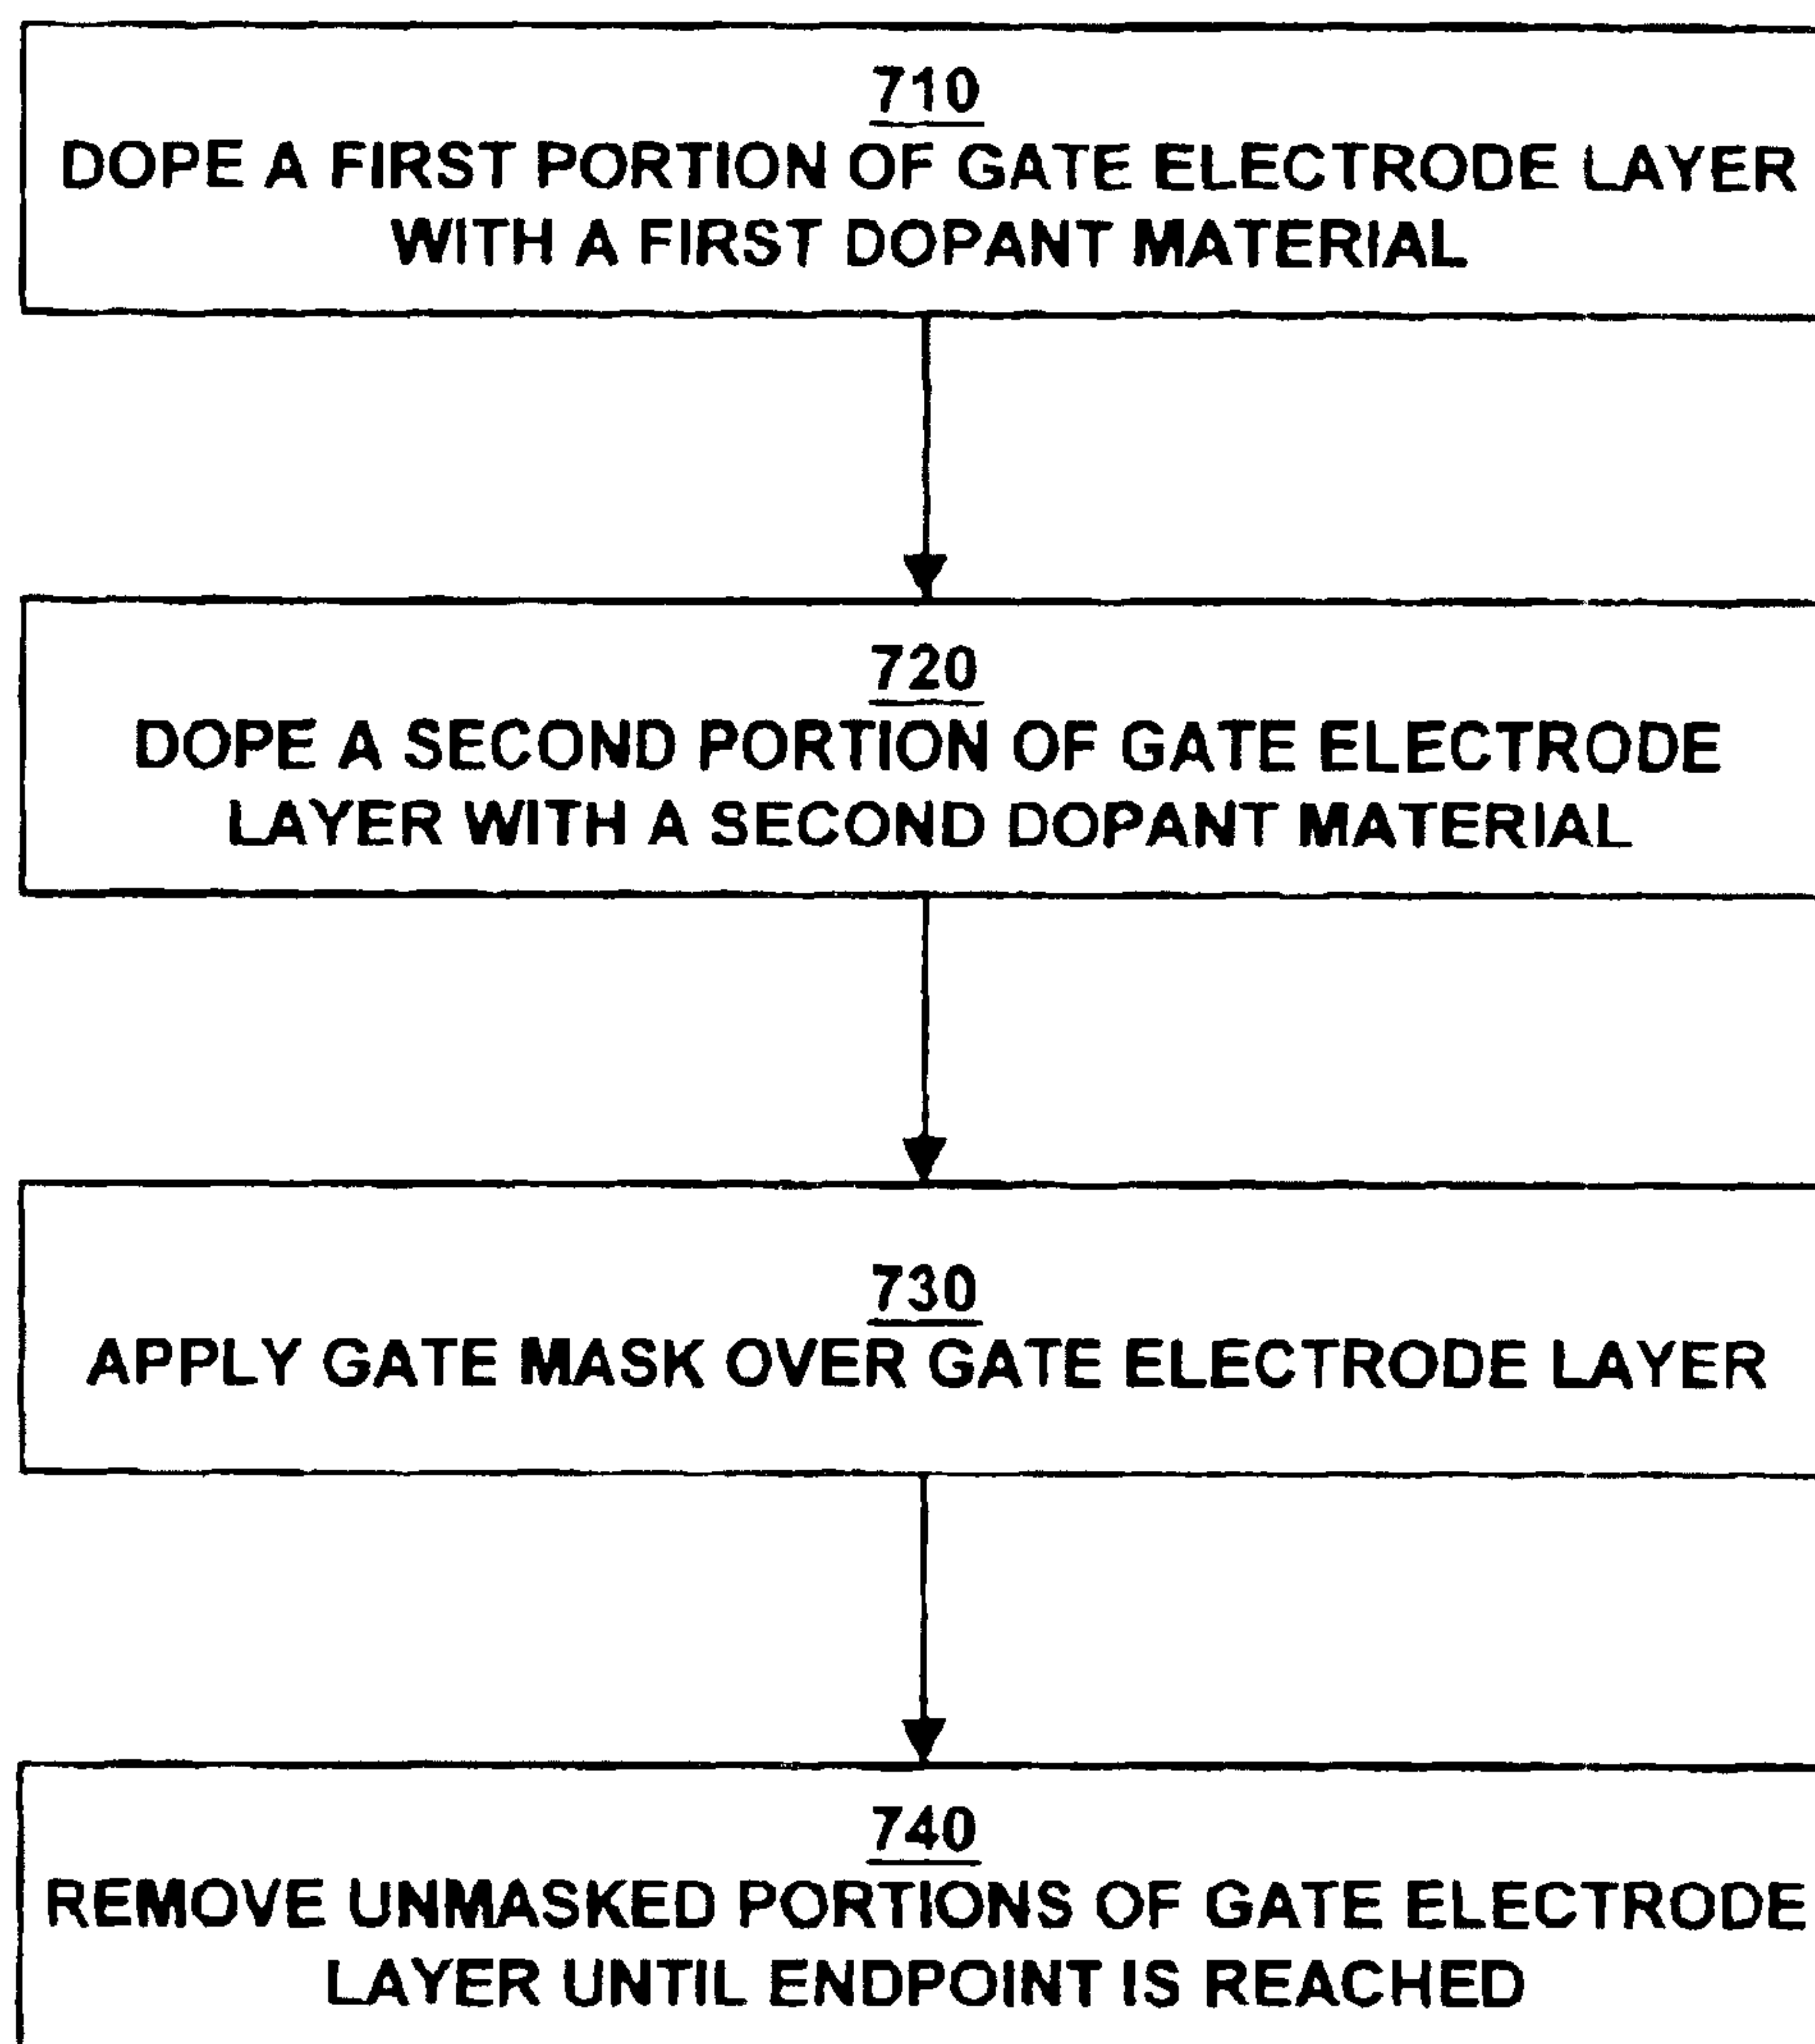 710
DOPE A FIRST PORTION OF GATE ELECTRODE LAYER
WITH A FIRST DOPANT MATERIAL
720
DOPE A SECOND PORTION OF GATE ELECTRODE
LAYER WITH A SECOND DOPANT MATERIAL
730
APPLY GATE MASK OVER GATE ELECTRODE LAYER
740
REMOVE UNMASKED PORTIONS OF GATE ELECTRODE
LAYER UNTIL ENDPOINT IS REACHED